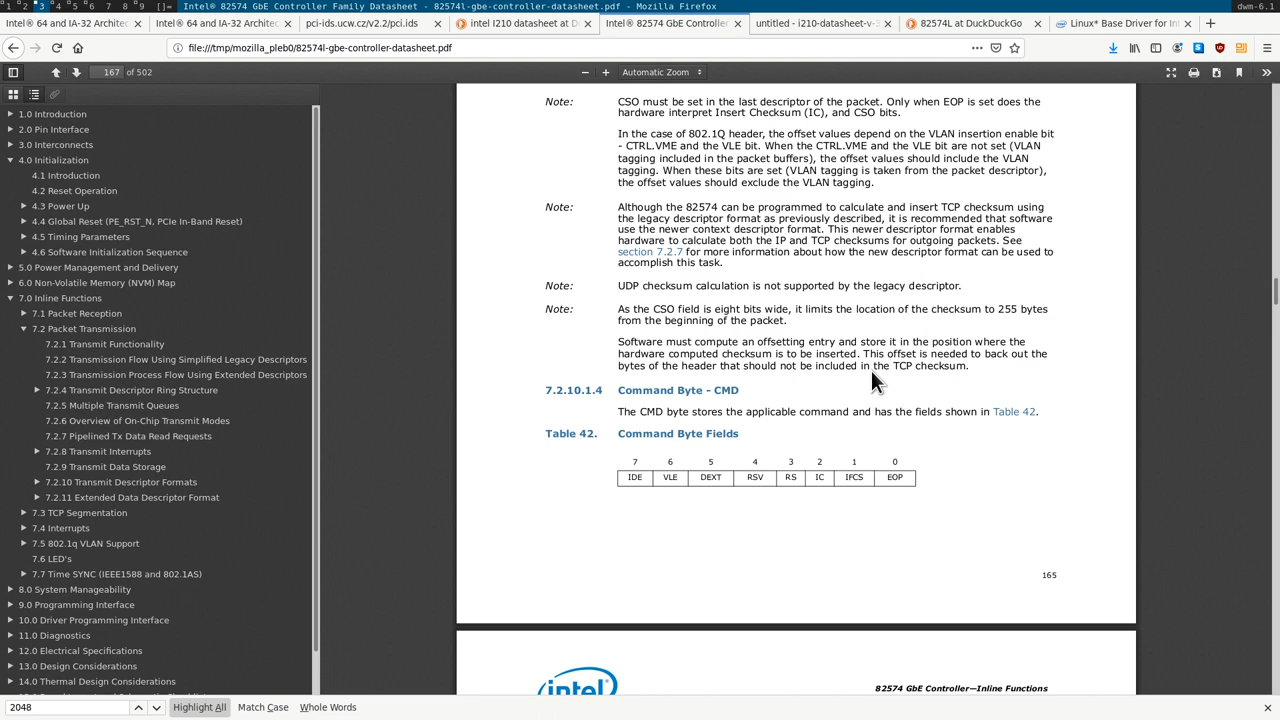 1 2 3 4 5 6 7 8 9 []= Intel® 82574 GbE Controller Family Datasheet - 82574l-gbe-controller-datasheet.pdf - Mozilla Firefox dwm-6.1
Intel® 64 and IA-32 Architec Intel® 64 and IA-32 Architec pci-ids.ucw.cz/v2.2/pci.ids intel I210 datasheet at D Intel® 82574 GbE Controller untitled - i210-datasheet-v-3 82574L at DuckDuckGo Linux* Base Driver for Int
file:///tmp/mozilla_pleb0/82574l-gbe-controller-datasheet.pdf
167 of 502 Automatic Zoom
1.0 Introduction
2.0 Pin Interface
3.0 Interconnects
4.0 Initialization
4.1 Introduction
4.2 Reset Operation
4.3 Power Up
4.4 Global Reset (PE_RST_N, PCIe In-Band Reset)
4.5 Timing Parameters
4.6 Software Initialization Sequence
5.0 Power Management and Delivery
6.0 Non-Volatile Memory (NVM) Map
7.0 Inline Functions
7.1 Packet Reception
7.2 Packet Transmission
7.2.1 Transmit Functionality
7.2.2 Transmission Flow Using Simplified Legacy Descriptors
7.2.3 Transmission Process Flow Using Extended Descriptors
7.2.4 Transmit Descriptor Ring Structure
7.2.5 Multiple Transmit Queues
7.2.6 Overview of On-Chip Transmit Modes
7.2.7 Pipelined Tx Data Read Requests
7.2.8 Transmit Interrupts
7.2.9 Transmit Data Storage
7.2.10 Transmit Descriptor Formats
7.2.11 Extended Data Descriptor Format
7.3 TCP Segmentation
7.4 Interrupts
7.5 802.1q VLAN Support
7.6 LED's
7.7 Time SYNC (IEEE1588 and 802.1AS)
8.0 System Manageability
9.0 Programming Interface
10.0 Driver Programming Interface
11.0 Diagnostics
12.0 Electrical Specifications
13.0 Design Considerations
14.0 Thermal Design Considerations
Note: CSO must be set in the last descriptor of the packet. Only when EOP is set does the
hardware interpret Insert Checksum (IC), and CSO bits.
In the case of 802.1Q header, the offset values depend on the VLAN insertion enable bit
- CTRL.VME and the VLE bit. When the CTRL.VME and the VLE bit are not set (VLAN
tagging included in the packet buffers), the offset values should include the VLAN
tagging. When these bits are set (VLAN tagging is taken from the packet descriptor),
the offset values should exclude the VLAN tagging.
Note: Although the 82574 can be programmed to calculate and insert TCP checksum using
the legacy descriptor format as previously described, it is recommended that software
use the newer context descriptor format. This newer descriptor format enables
hardware to calculate both the IP and TCP checksums for outgoing packets. See
section 7.2.7 for more information about how the new descriptor format can be used to
accomplish this task.
Note: UDP checksum calculation is not supported by the legacy descriptor.
Note: As the CSO field is eight bits wide, it limits the location of the checksum to 255 bytes
from the beginning of the packet.
Software must compute an offsetting entry and store it in the position where the
hardware computed checksum is to be inserted. This offset is needed to back out the
bytes of the header that should not be included in the TCP checksum.
7.2.10.1.4 Command Byte - CMD
The CMD byte stores the applicable command and has the fields shown in Table 42.
Table 42. Command Byte Fields
7 6 5 4 3 2 1 0
IDE VLE DEXT RSV RS IC IFCS EOP
165
intel
82574 GbE Controller—Inline Functions
2048 Highlight All Match Case Whole Words